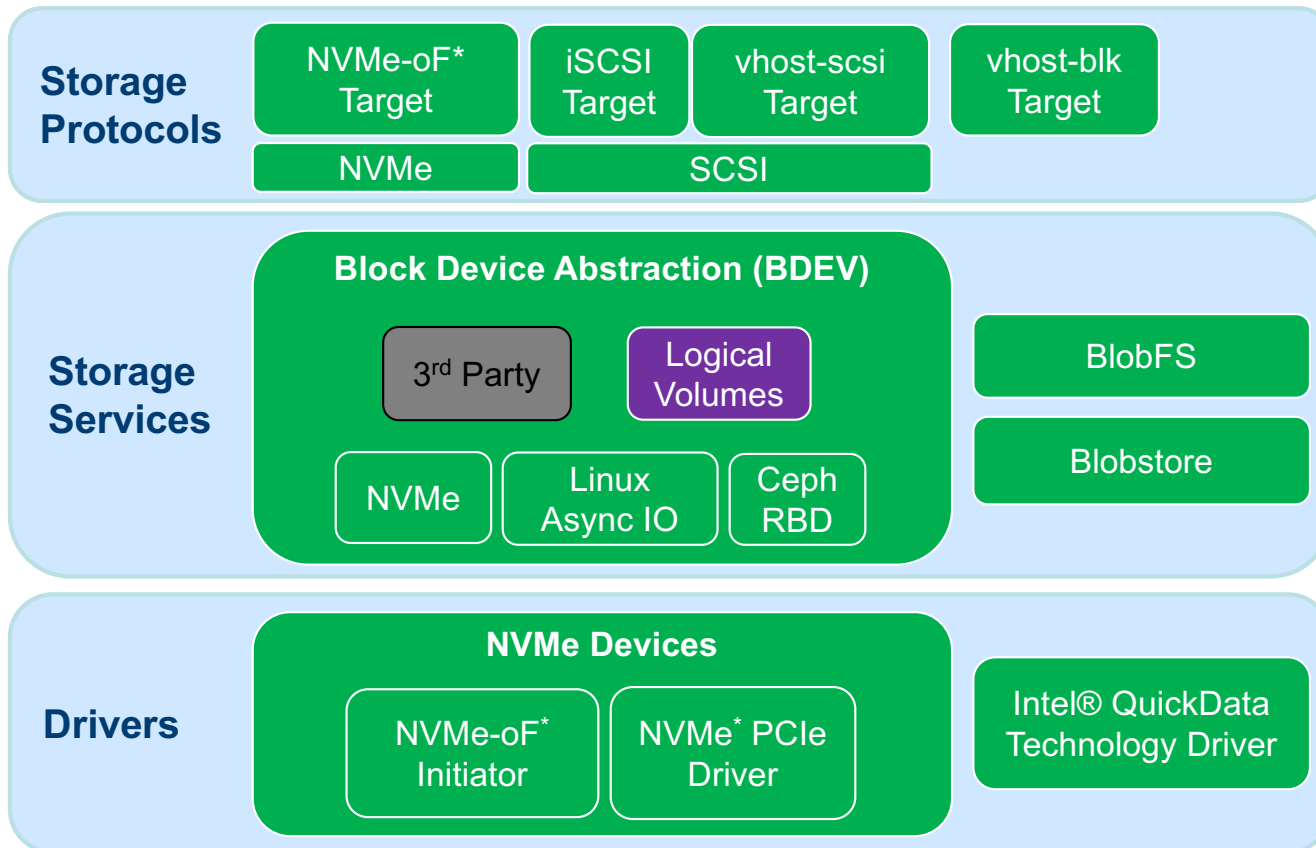 Storage
Protocols
NVMe-oF*
Target
iSCSI
Target
vhost-scsi
Target
vhost-blk
Target
NVMe
SCSI
Storage
Services
Block Device Abstraction (BDEV)
3rd Party
Logical
Volumes
NVMe
Linux
Async IO
Ceph
RBD
BlobFS
Blobstore
Drivers
NVMe Devices
NVMe-oF*
Initiator
NVMe* PCIe
Driver
Intel® QuickData
Technology Driver